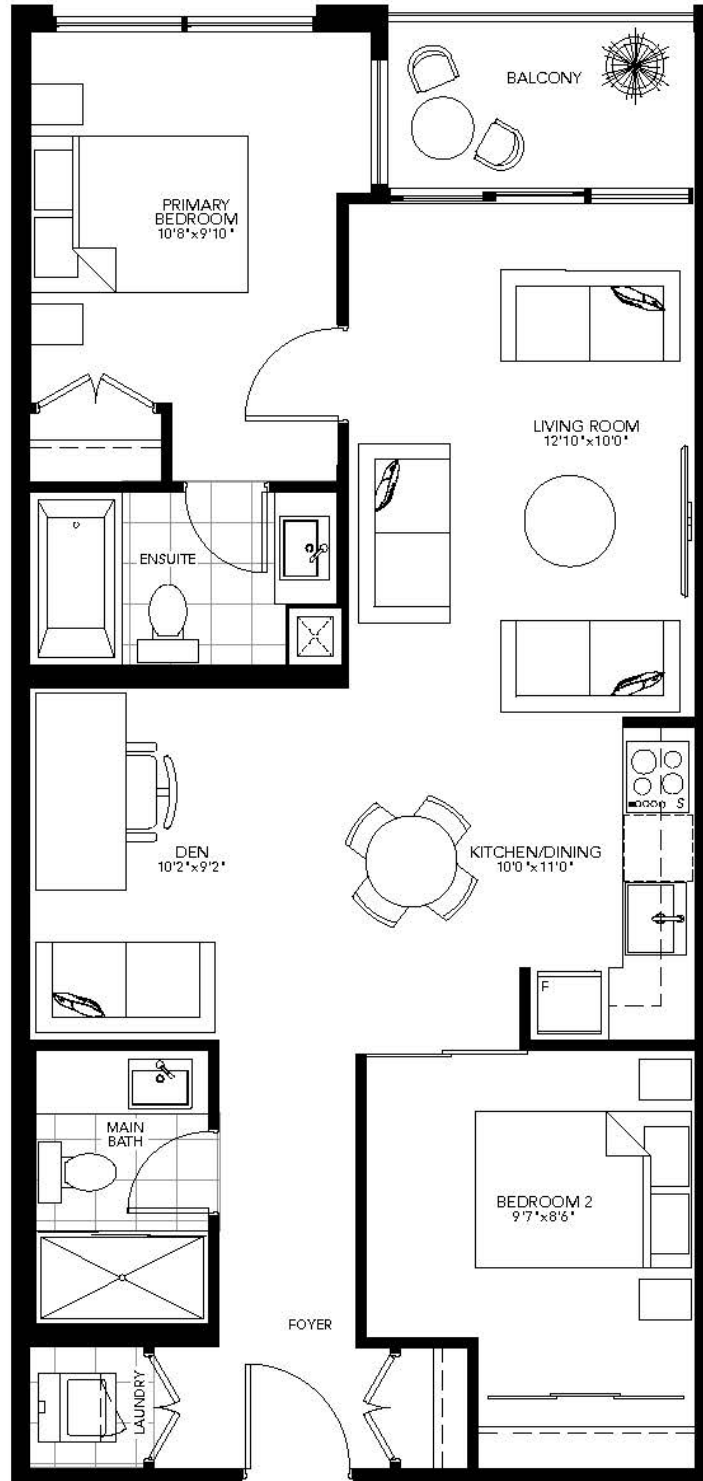 BALCONY
PRIMARY
BEDROOM
10'8"x9'10"
LIVING ROOM
12'10"x10'0"
ENSUITE
S
DEN
10'2"x9'2"
KITCHEN/DINING
10'0"x11'0"
F
MAIN
BATH
BEDROOM 2
9'7"x8'6"
FOYER
LAUNDRY